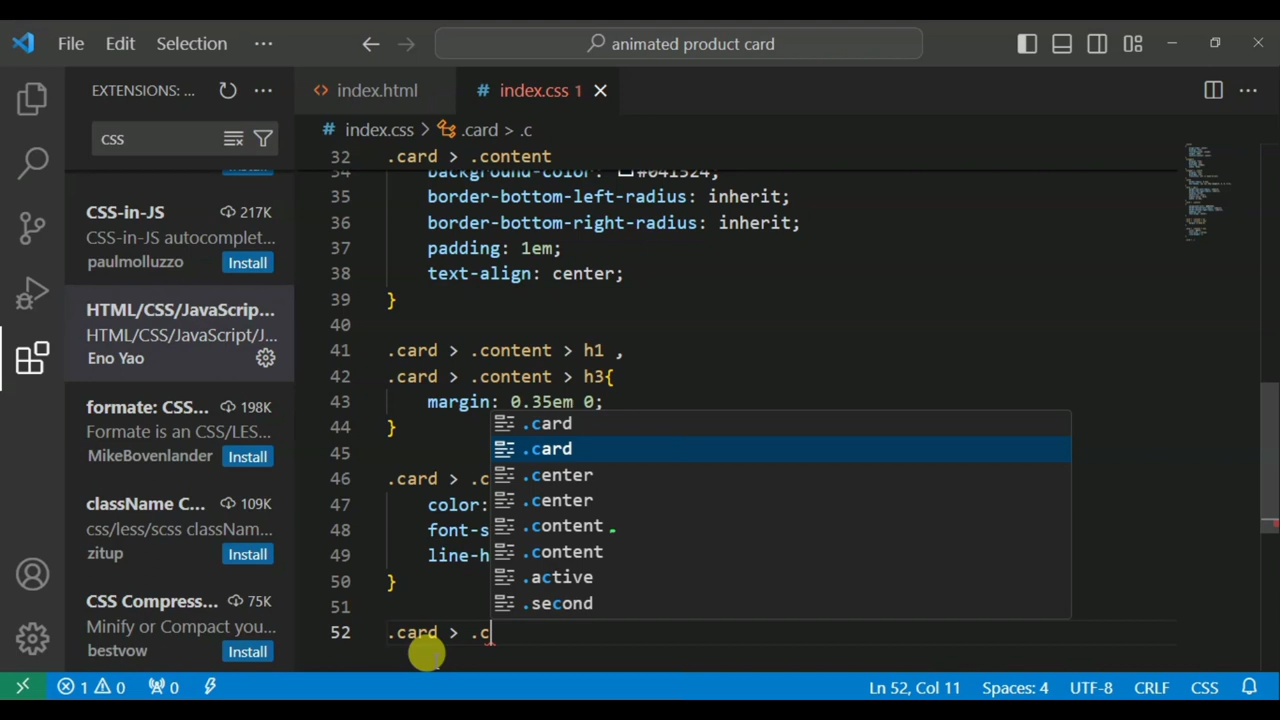 File Edit Selection ··· animated product card
EXTENSIONS: ... ···
index.html
# index.css 1
css
# index.css > .card > .c
32 .card > .content
34 background-color: #041524;
35 border-bottom-left-radius: inherit;
36 border-bottom-right-radius: inherit;
37 padding: 1em;
38 text-align: center;
39 }
40
41 .card > .content > h1 ,
42 .card > .content > h3{
43 margin: 0.35em 0;
44 }
45
46 .card > .c
47 color:
48 font-s
49 line-h
50 }
51
52 .card > .c
.card
.card
.center
.center
.content
.content
.active
.second
CSS-in-JS 217K
CSS-in-JS autocomplet...
paulmolluzzo Install
HTML/CSS/JavaScrip...
HTML/CSS/JavaScript/J...
Eno Yao
formate: CSS... 198K
Formate is an CSS/LES...
MikeBovenlander Install
className C... 109K
css/less/scss classNam...
zitup Install
CSS Compress... 75K
Minify or Compact you...
bestvow Install
1 0 0 Ln 52, Col 11 Spaces: 4 UTF-8 CRLF CSS